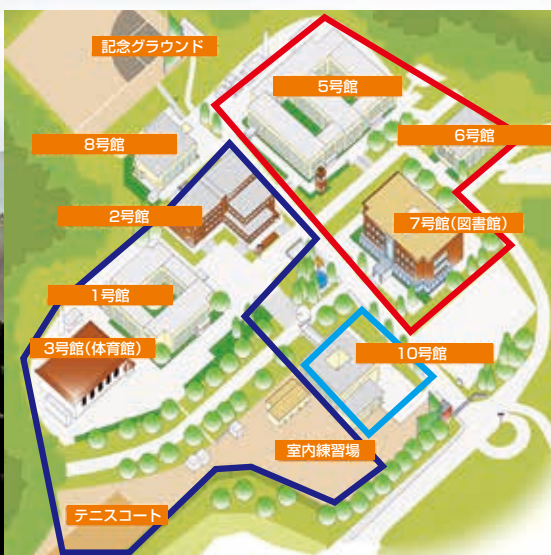 記念グラウンド
5号館
6号館
8号館
2号館
7号館(図書館)
1号館
3号館(体育館)
10号館
室内練習場
テニスコート